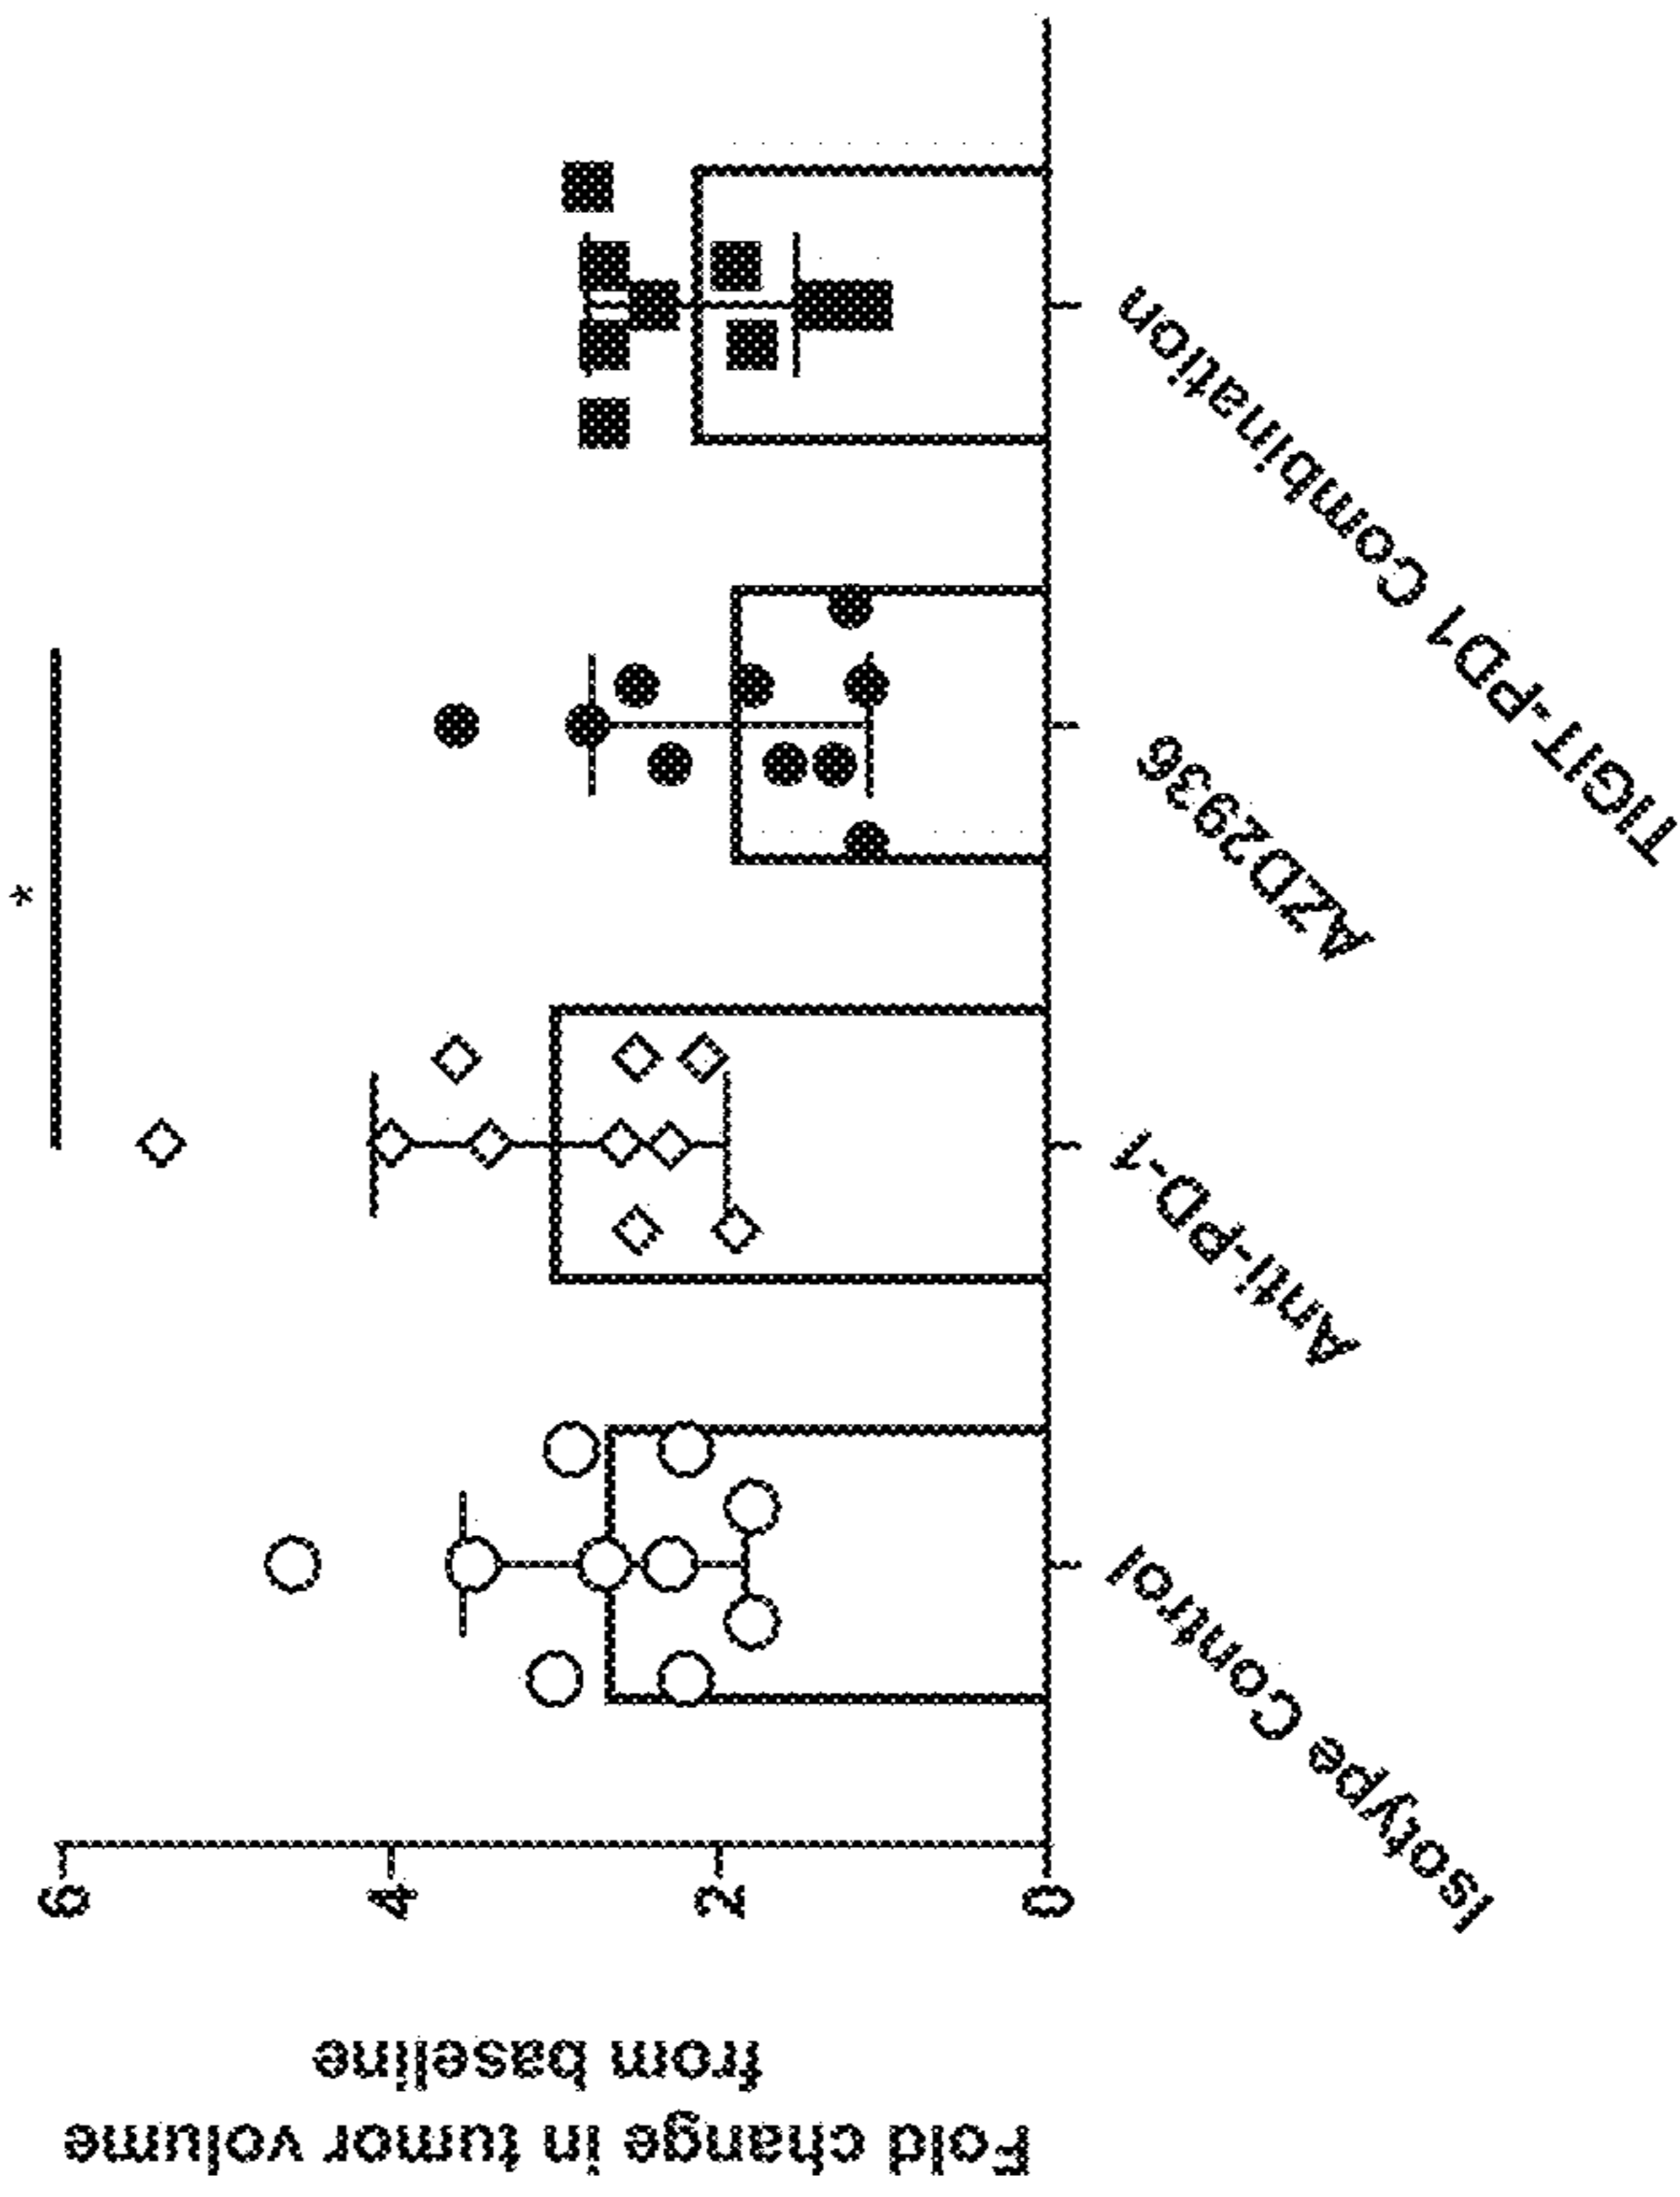 Fold change in tumor volume
from baseline
6
4
2
0
*
Isotype Control
Anti-PD-1
AZD2936
TIGIT-PD1 Combination